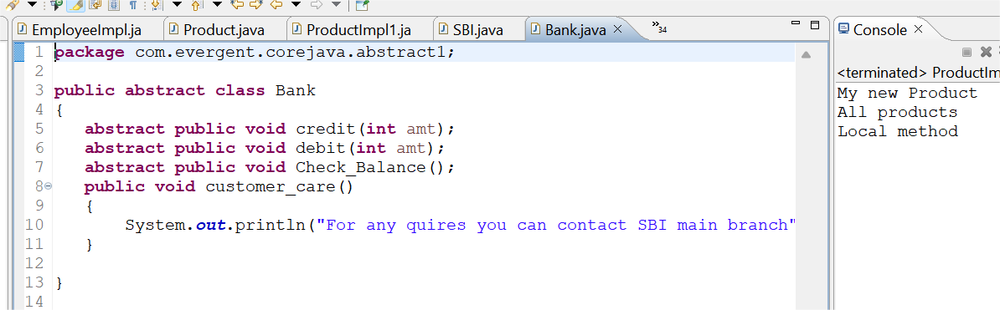 EmployeeImpl.ja Product.java ProductImpl1.ja SBI.java Bank.java 34
1 package com.evergent.corejava.abstract1;
2
3 public abstract class Bank
4 {
5 abstract public void credit(int amt);
6 abstract public void debit(int amt);
7 abstract public void Check_Balance();
8 public void customer_care()
9 {
10 System.out.println("For any quires you can contact SBI main branch"
11 }
12
13 }
14
Console
<terminated> ProductIm
My new Product
All products
Local method